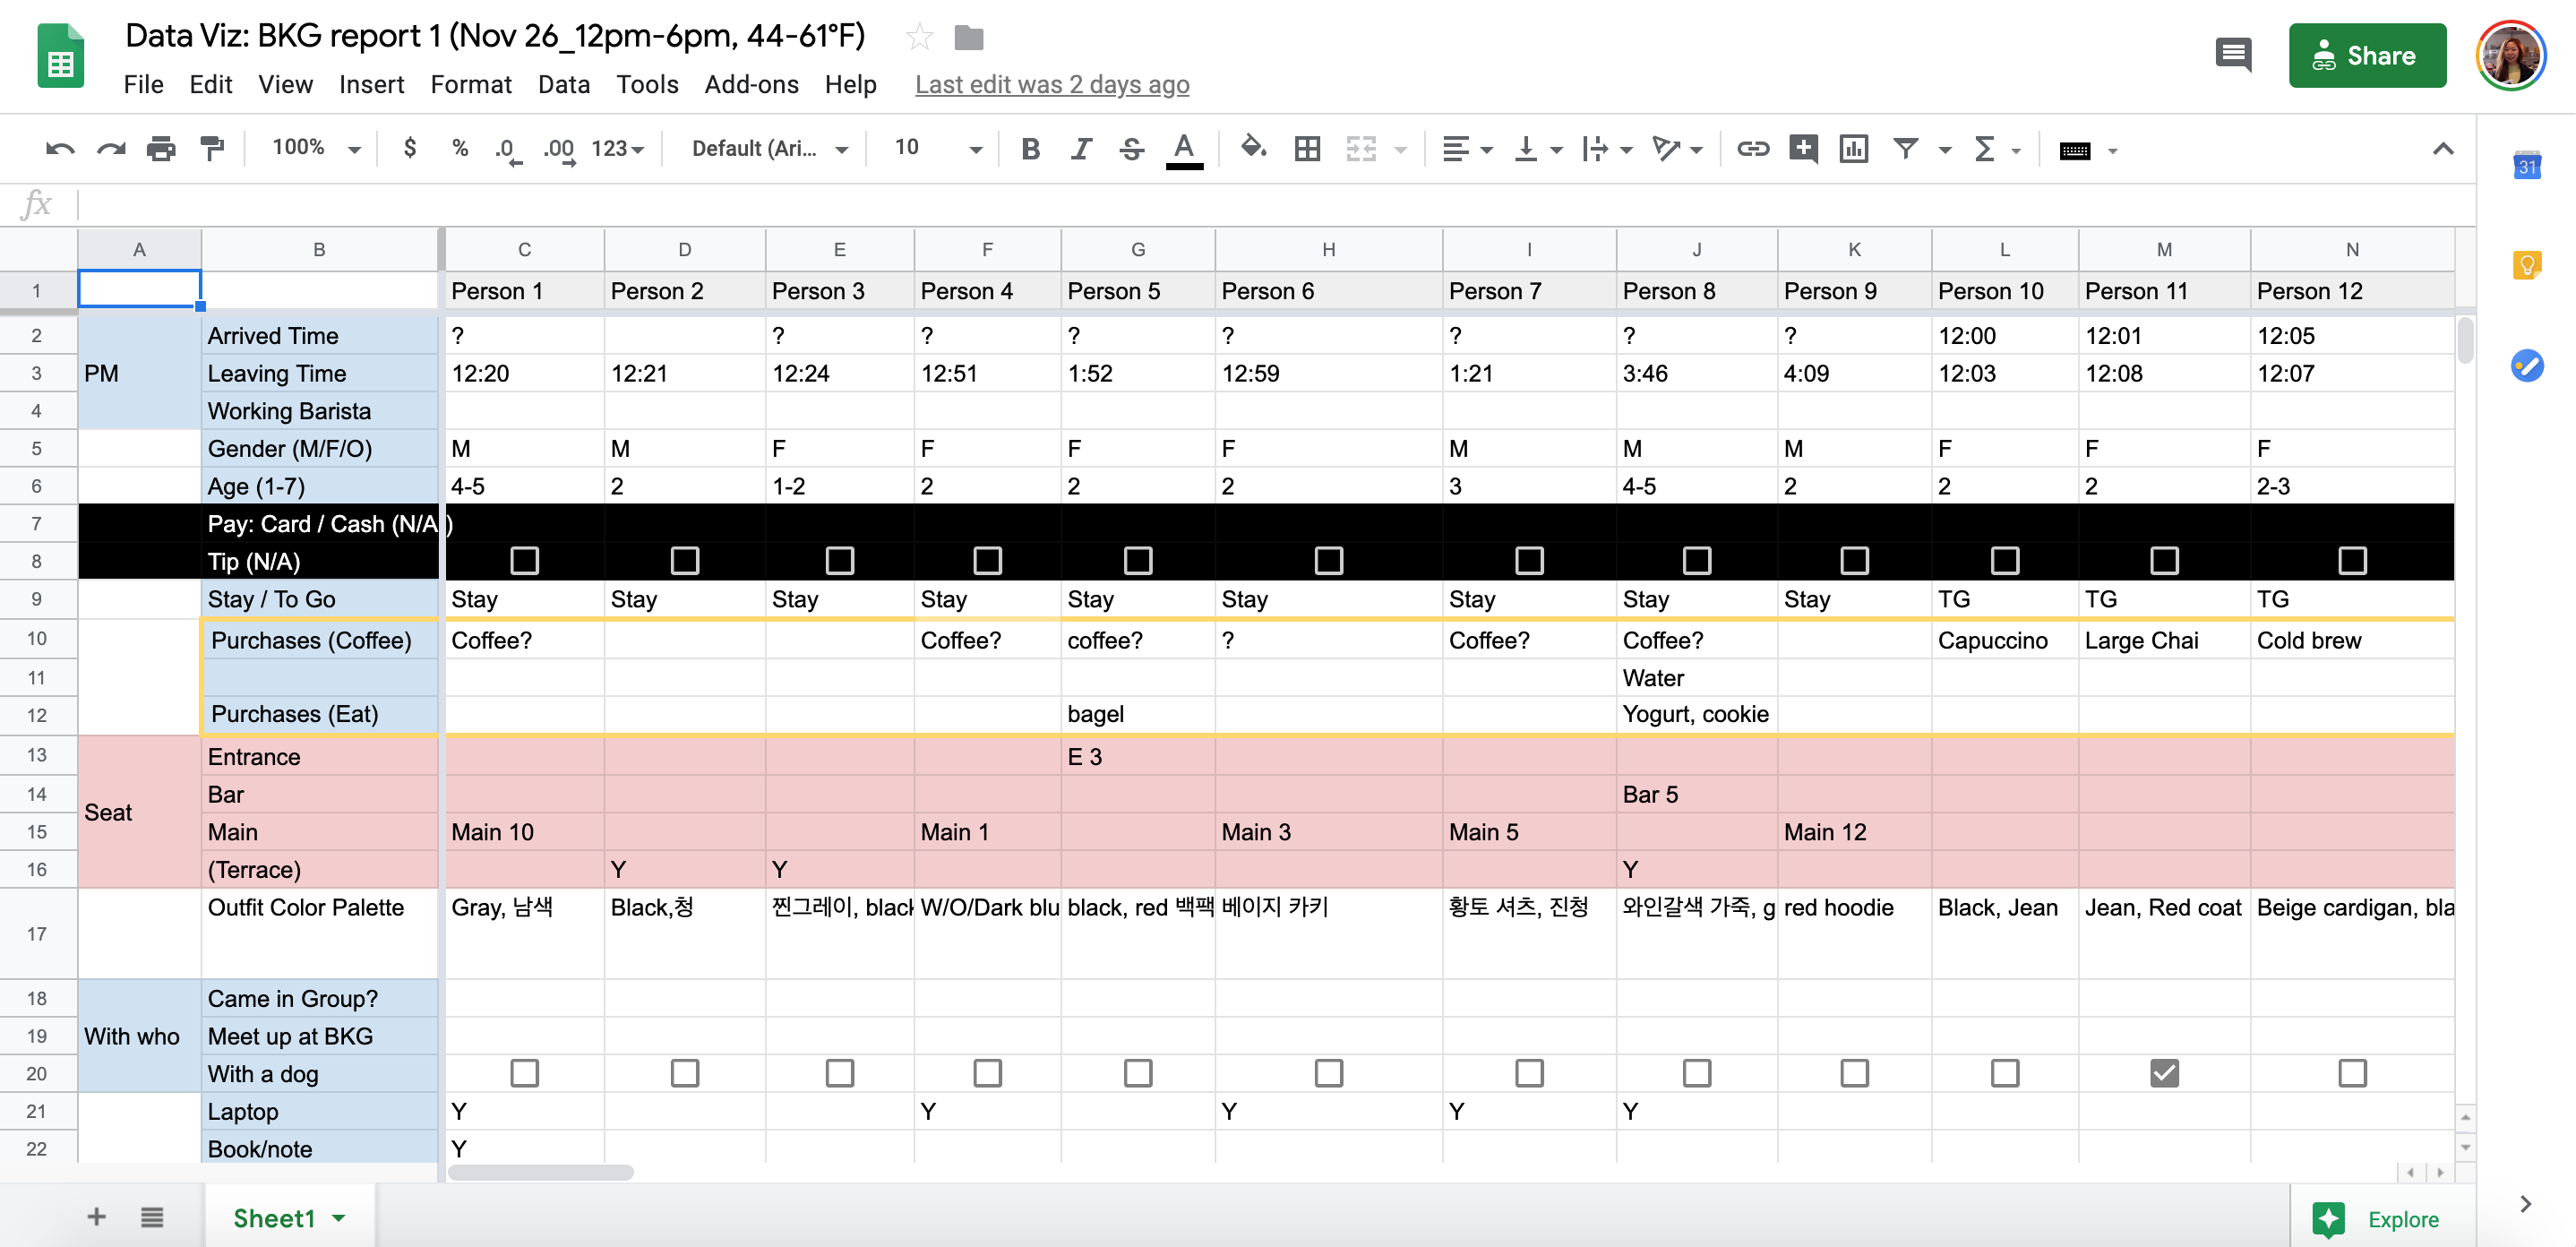 Data Viz: BKG report 1 (Nov 26_12pm-6pm, 44-61°F)
File Edit View Insert Format Data Tools Add-ons Help Last edit was 2 days ago
Share
100% $ % .0 .00 123 Default (Ari... 10 B I S A Σ
31
fx
A B C D E F G H I J K L M N
1 Person 1 Person 2 Person 3 Person 4 Person 5 Person 6 Person 7 Person 8 Person 9 Person 10 Person 11 Person 12
2 Arrived Time ? ? ? ? ? ? ? ? 12:00 12:01 12:05
3 PM Leaving Time 12:20 12:21 12:24 12:51 1:52 12:59 1:21 3:46 4:09 12:03 12:08 12:07
4 Working Barista
5 Gender (M/F/O) M M F F F F M M M F F F
6 Age (1-7) 4-5 2 1-2 2 2 2 3 4-5 2 2 2 2-3
7 Pay: Card / Cash (N/A)
8 Tip (N/A)
9 Stay / To Go Stay Stay Stay Stay Stay Stay Stay Stay Stay TG TG TG
10 Purchases (Coffee) Coffee? Coffee? coffee? ? Coffee? Coffee? Capuccino Large Chai Cold brew
11 Water
12 Purchases (Eat) bagel Yogurt, cookie
13 Entrance E 3
14 Bar Bar 5
Seat
15 Main Main 10 Main 1 Main 3 Main 5 Main 12
16 (Terrace) Y Y Y
17 Outfit Color Palette Gray, 남색 Black,청 찐그레이, black W/O/Dark blu black, red 백팩 베이지 카키 황토 셔츠, 진청 와인갈색 가죽, g red hoodie Black, Jean Jean, Red coat Beige cardigan, bla
18 Came in Group?
19 With who Meet up at BKG
20 With a dog
21 Laptop Y Y Y Y Y
22 Book/note Y
Sheet1
Explore